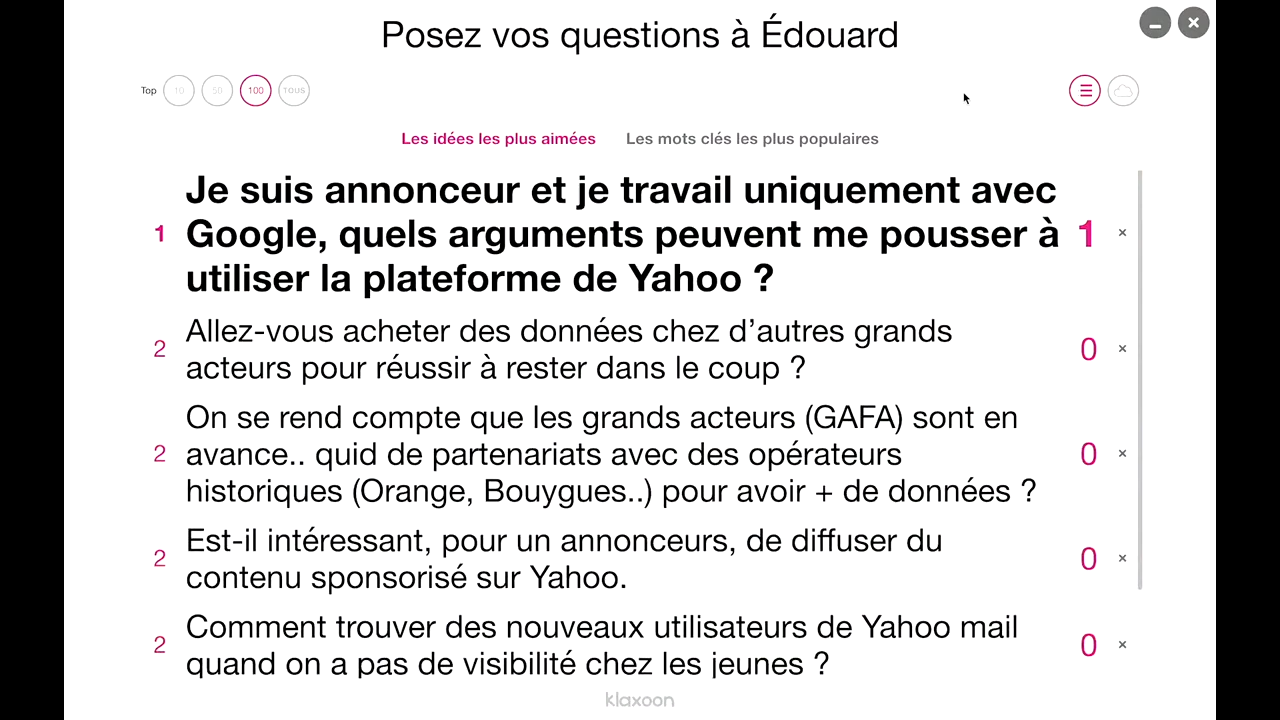 Posez vos questions à Édouard
Top 10 50 100 TOUS
Les idées les plus aimées Les mots clés les plus populaires
Je suis annonceur et je travail uniquement avec
1 Google, quels arguments peuvent me pousser à 1 ×
utiliser la plateforme de Yahoo ?
Allez-vous acheter des données chez d’autres grands
2 acteurs pour réussir à rester dans le coup ? 0 ×
On se rend compte que les grands acteurs (GAFA) sont en
2 avance.. quid de partenariats avec des opérateurs 0 ×
historiques (Orange, Bouygues..) pour avoir + de données ?
Est-il intéressant, pour un annonceurs, de diffuser du
2 contenu sponsorisé sur Yahoo. 0 ×
Comment trouver des nouveaux utilisateurs de Yahoo mail
2 quand on a pas de visibilité chez les jeunes ? 0 ×
klaxoon